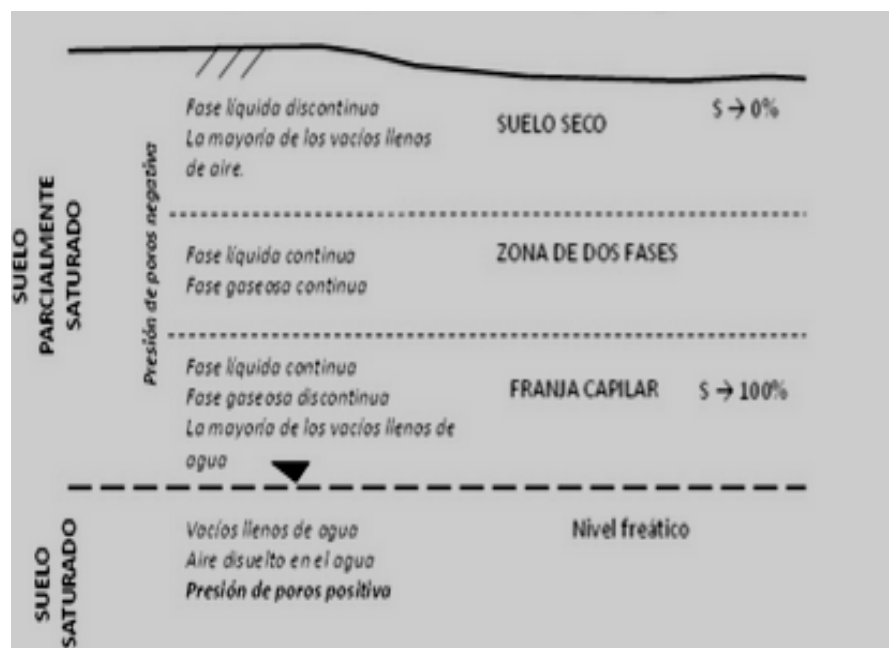 Fase líquida discontinua
La mayoría de los vacíos llenos
de aire.
SUELO SECO
S → 0%
SUELO
PARCIALMENTE
SATURADO
Presión de poros negativa
Fase líquida continua
Fase gaseosa continua
ZONA DE DOS FASES
Fase líquida continua
Fase gaseosa discontinua
La mayoría de los vacíos llenos de
agua
FRANJA CAPILAR
S → 100%
SUELO
SATURADO
Vacíos llenos de agua
Aire disuelto en el agua
Presión de poros positiva
Nivel freático